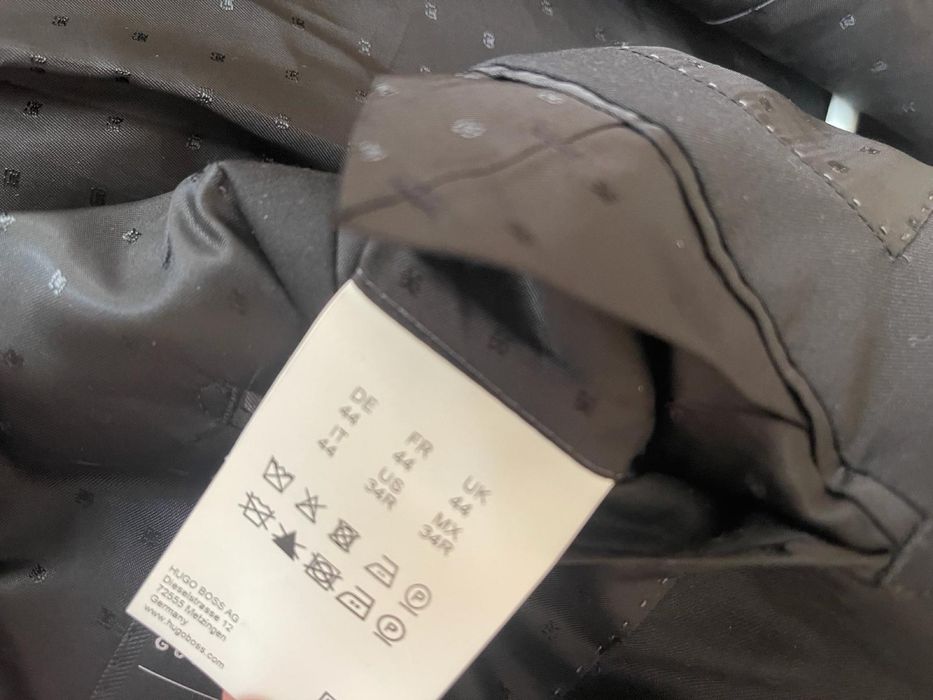 DE
44
IT
44
FR
44
US
34R
UK
44
MX
34R
P
P
HUGO BOSS AG
Dieselstrasse 12
72555 Metzingen
Germany
www.hugoboss.com